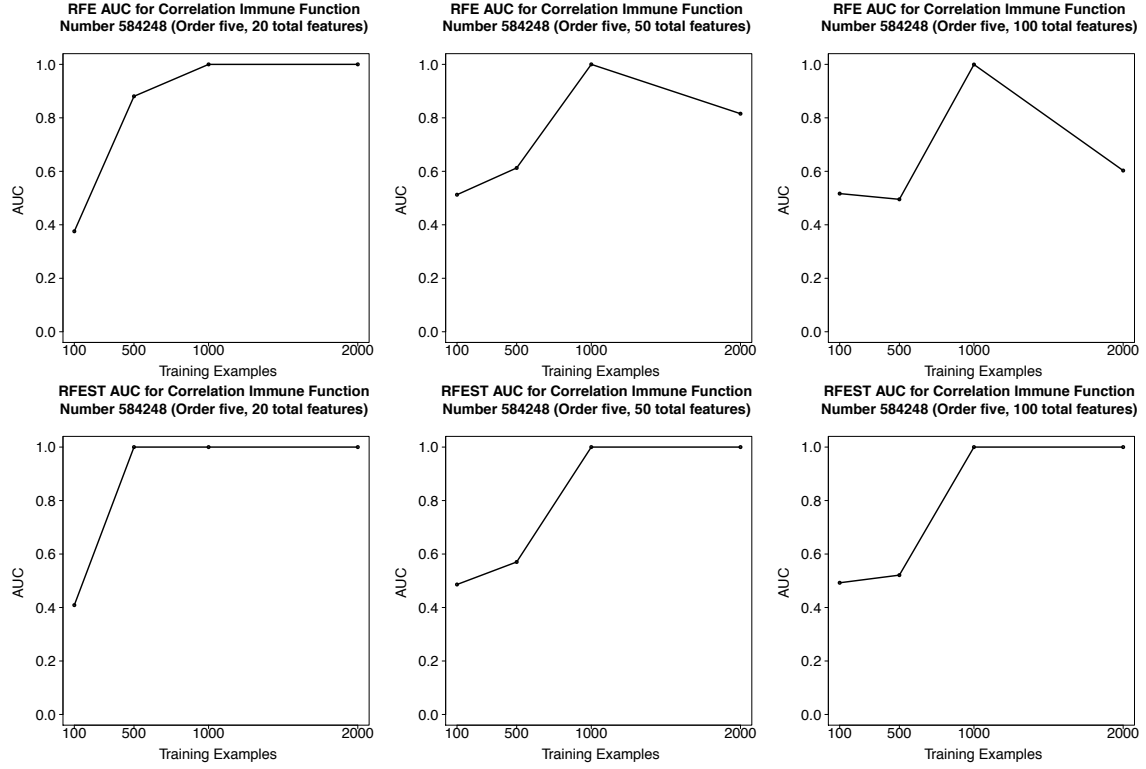 RFE AUC for Correlation Immune Function
Number 584248 (Order five, 20 total features)
1.0
0.8
0.6
0.4
0.2
0.0
AUC
100 500 1000 2000
Training Examples
RFE AUC for Correlation Immune Function
Number 584248 (Order five, 50 total features)
1.0
0.8
0.6
0.4
0.2
0.0
AUC
100 500 1000 2000
Training Examples
RFE AUC for Correlation Immune Function
Number 584248 (Order five, 100 total features)
1.0
0.8
0.6
0.4
0.2
0.0
AUC
100 500 1000 2000
Training Examples
RFEST AUC for Correlation Immune Function
Number 584248 (Order five, 20 total features)
1.0
0.8
0.6
0.4
0.2
0.0
AUC
100 500 1000 2000
Training Examples
RFEST AUC for Correlation Immune Function
Number 584248 (Order five, 50 total features)
1.0
0.8
0.6
0.4
0.2
0.0
AUC
100 500 1000 2000
Training Examples
RFEST AUC for Correlation Immune Function
Number 584248 (Order five, 100 total features)
1.0
0.8
0.6
0.4
0.2
0.0
AUC
100 500 1000 2000
Training Examples